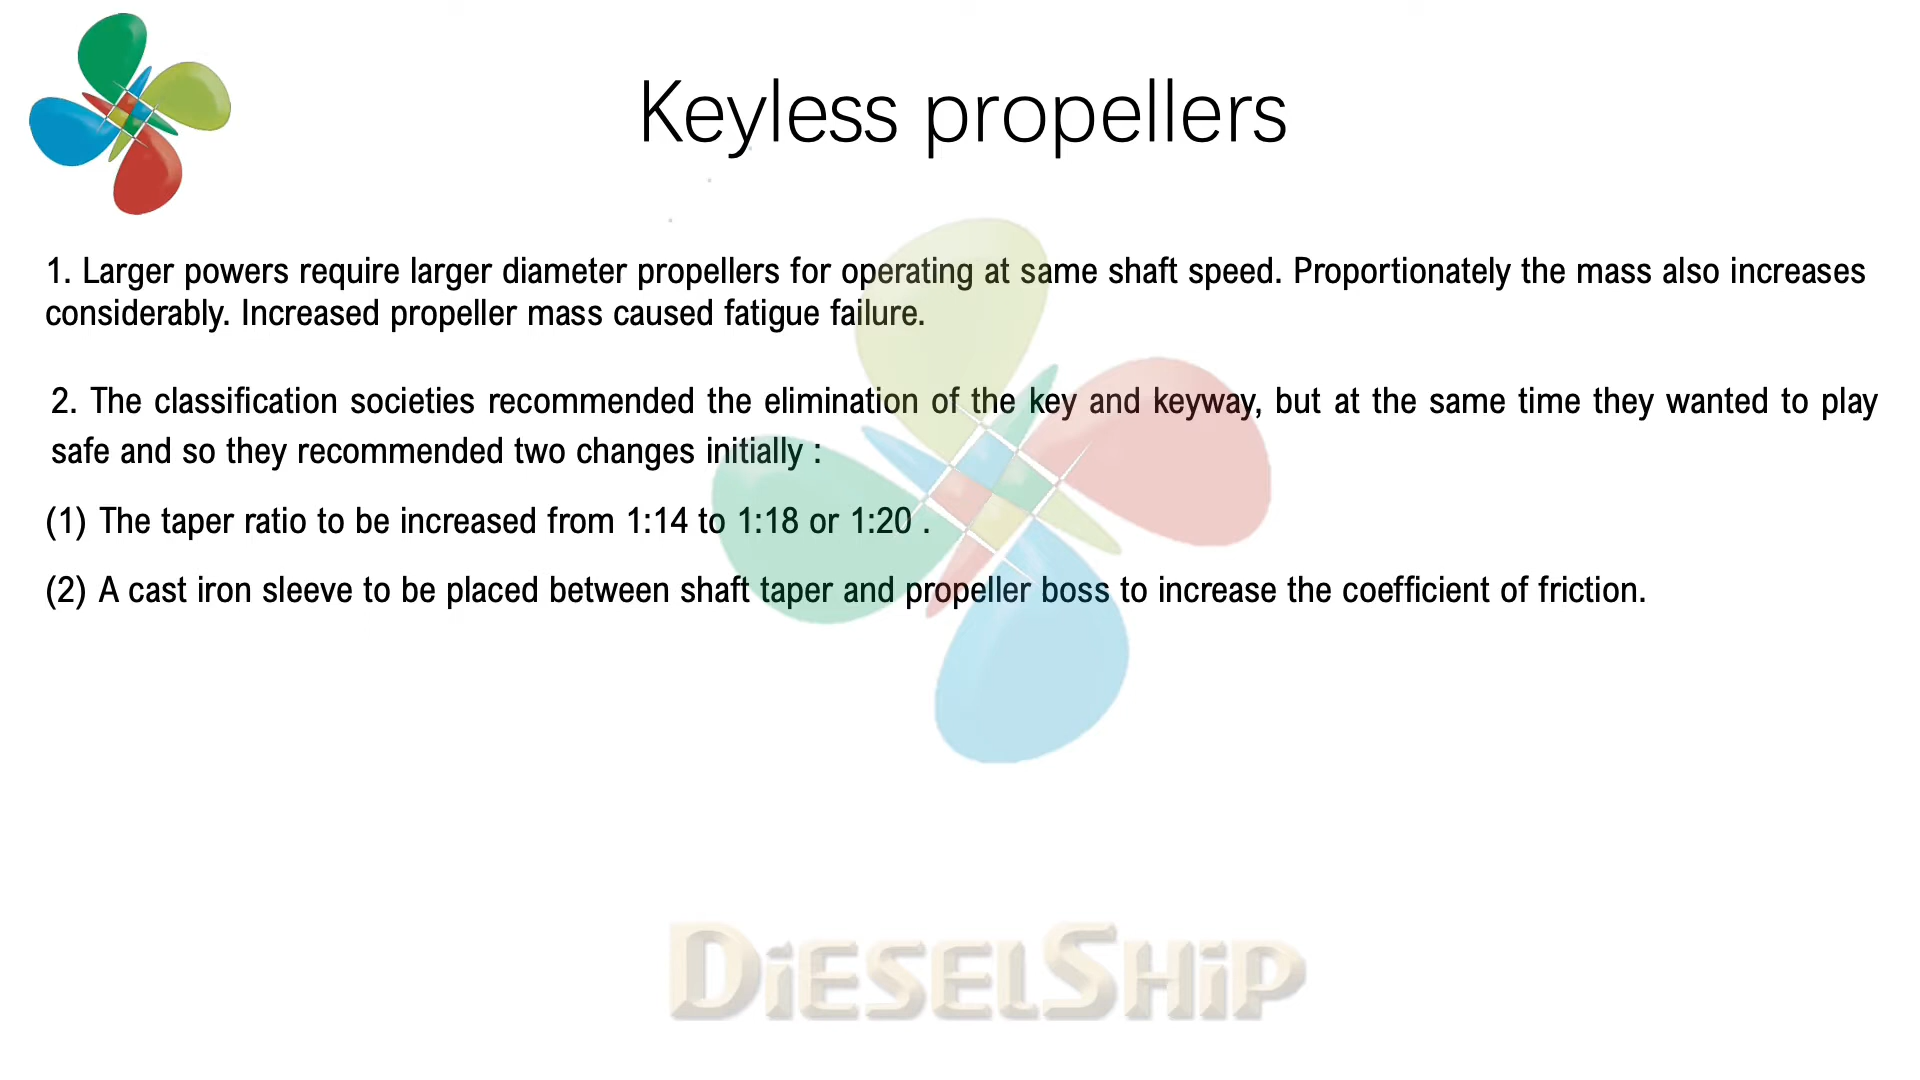 Keyless propellers
1. Larger powers require larger diameter propellers for operating at same shaft speed. Proportionately the mass also increases
considerably. Increased propeller mass caused fatigue failure.
2. The classification societies recommended the elimination of the key and keyway, but at the same time they wanted to play
safe and so they recommended two changes initially :
(1) The taper ratio to be increased from 1:14 to 1:18 or 1:20 .
(2) A cast iron sleeve to be placed between shaft taper and propeller boss to increase the coefficient of friction.
DiESELSHiP